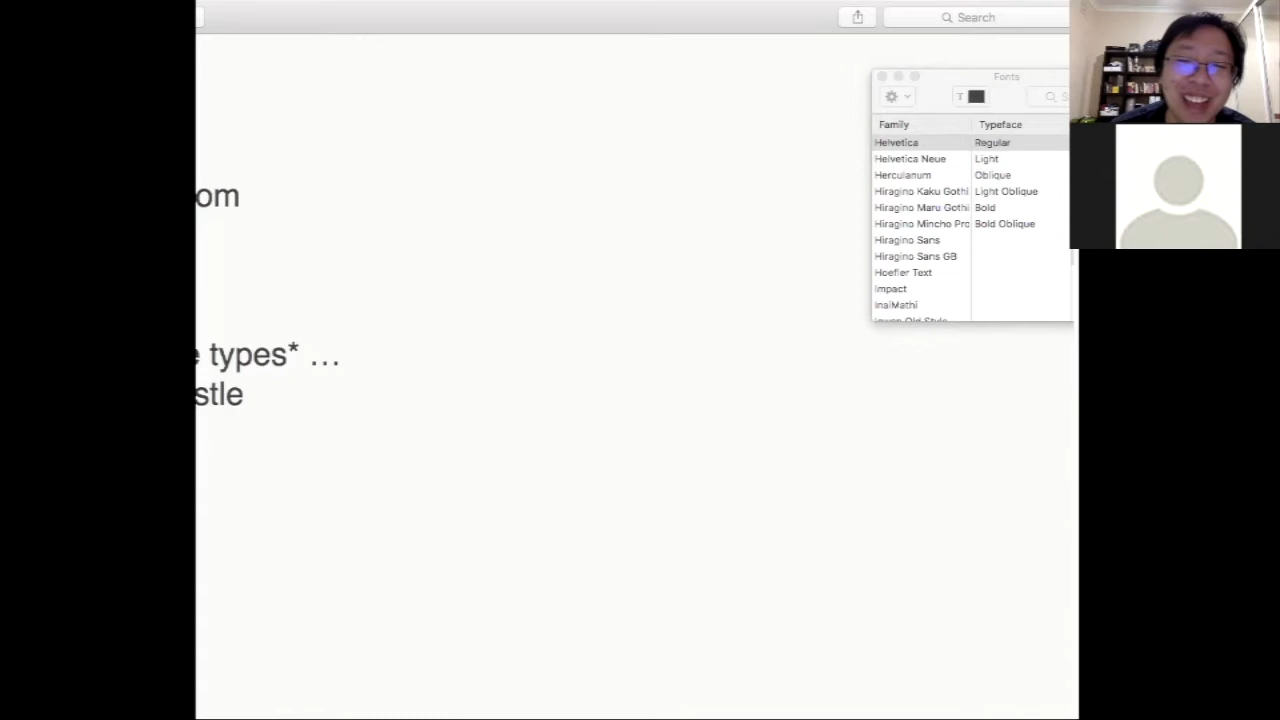 Search
Fonts
T
Family Typeface
Helvetica Regular
Helvetica Neue Light
Herculanum Oblique
Hiragino Kaku Gothi Light Oblique
Hiragino Maru Gothi Bold
Hiragino Mincho Pro Bold Oblique
Hiragino Sans
Hiragino Sans GB
Hoefler Text
Impact
InaiMathi
om
e types* …
stle